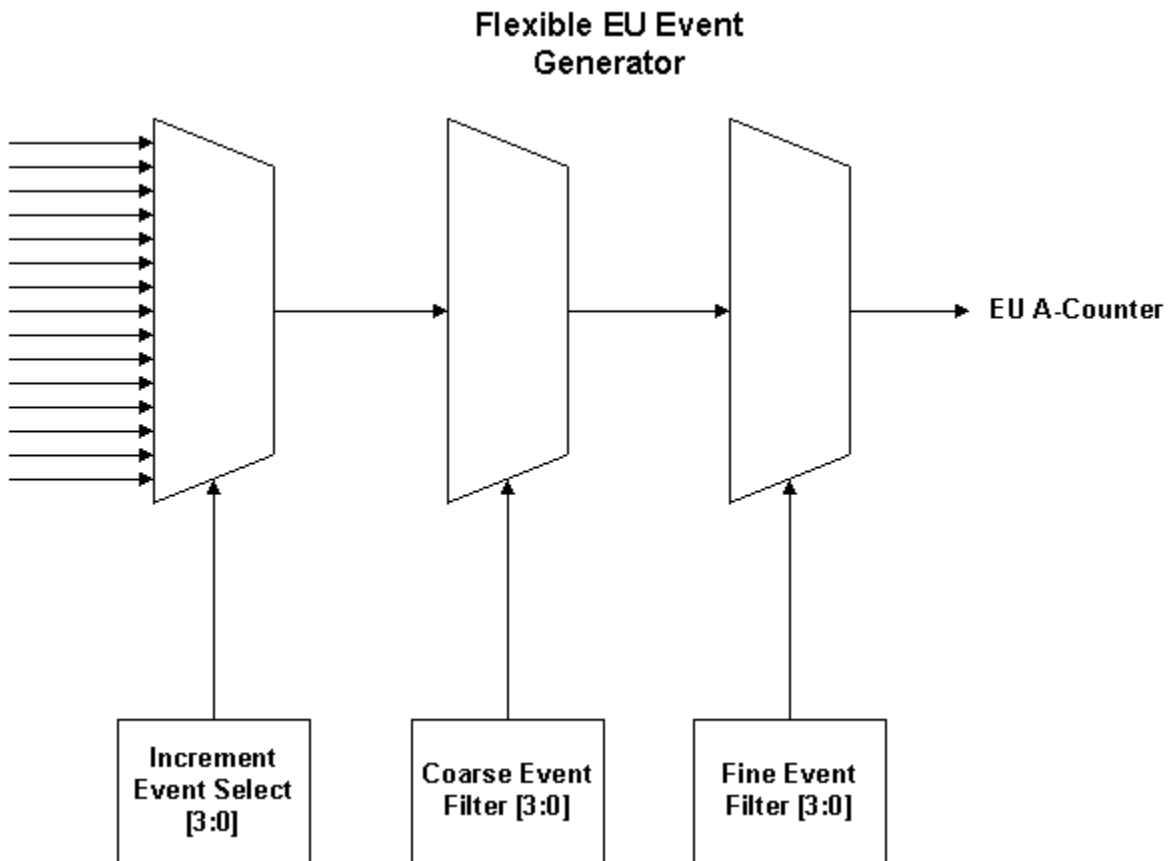 Flexible EU Event
Generator
EU A-Counter
Increment
Event Select
[3:0]
Coarse Event
Filter [3:0]
Fine Event
Filter [3:0]